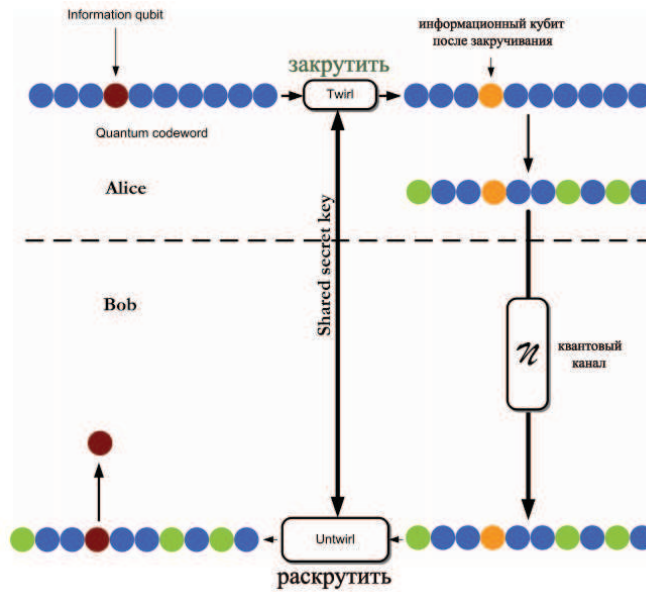 Information qubit
информационный кубит
после закручивания
закрутить
Twirl
Quantum codeword
Alice
Shared secret key
Bob
N
квантовый
канал
Untwirl
раскрутить